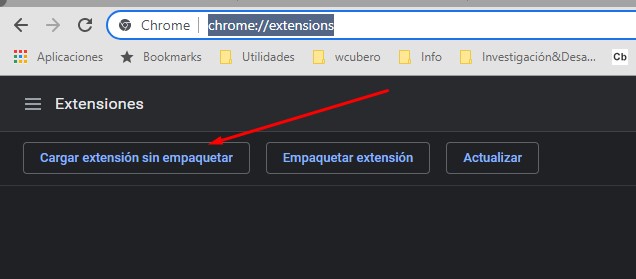 Chrome | chrome://extensions
Aplicaciones Bookmarks Utilidades wcubero Info Investigación&Desa... Cb
Extensiones
Cargar extensión sin empaquetar Empaquetar extensión Actualizar